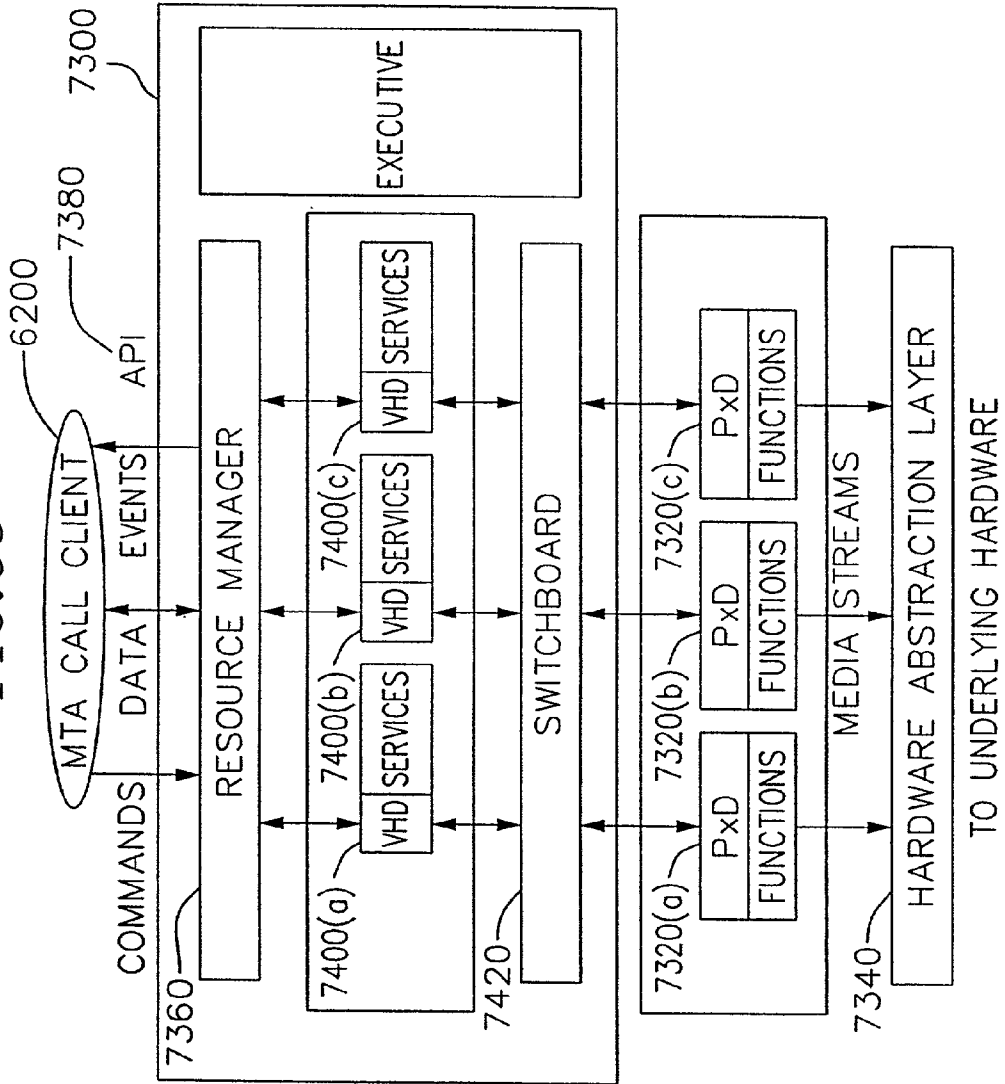 6200
7380
7300
MTA CALL CLIENT
COMMANDS
DATA
EVENTS
API
7360
RESOURCE MANAGER
EXECUTIVE
7400(a)
7400(b)
7400(c)
VHD SERVICES
VHD SERVICES
VHD SERVICES
7420
SWITCHBOARD
7320(a)
7320(b)
7320(c)
PxD
FUNCTIONS
PxD
FUNCTIONS
PxD
FUNCTIONS
MEDIA STREAMS
7340
HARDWARE ABSTRACTION LAYER
TO UNDERLYING HARDWARE